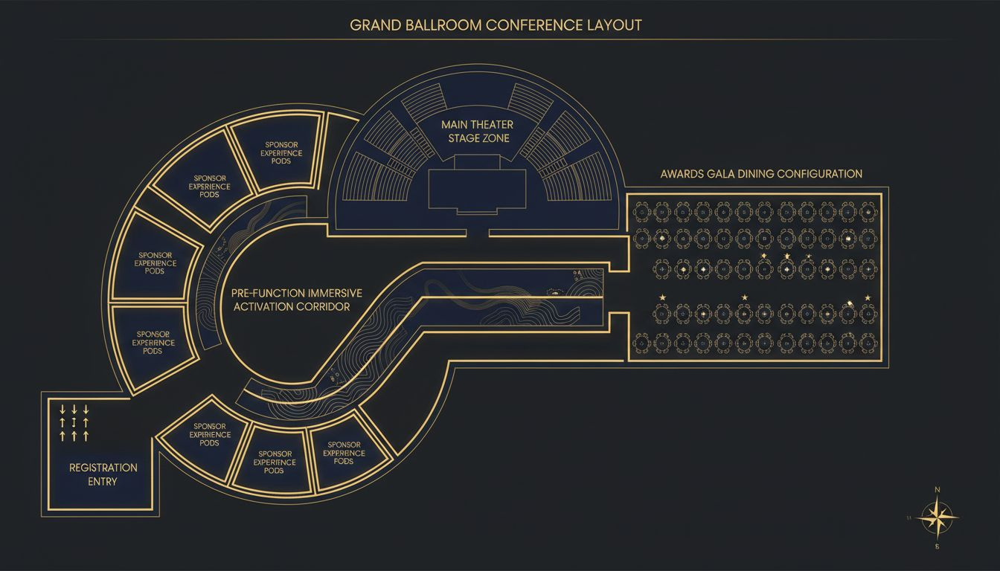 GRAND BALLROOM CONFERENCE LAYOUT
MAIN THEATER
STAGE ZONE
SPONSOR
EXPERIENCE
PODS
SPONSOR
EXPERIENCE
PODS
AWARDS GALA DINING CONFIGURATION
SPONSOR
EXPERIENCE
PODS
PRE-FUNCTION IMMERSIVE
ACTIVATION CORRIDOR
SPONSOR
EXPERIENCE
PODS
SPONSOR
EXPERIENCE
PODS
SPONSOR
EXPERIENCE
PODS
SPONSOR
EXPERIENCE
FODS
REGISTRATION
ENTRY
N
S